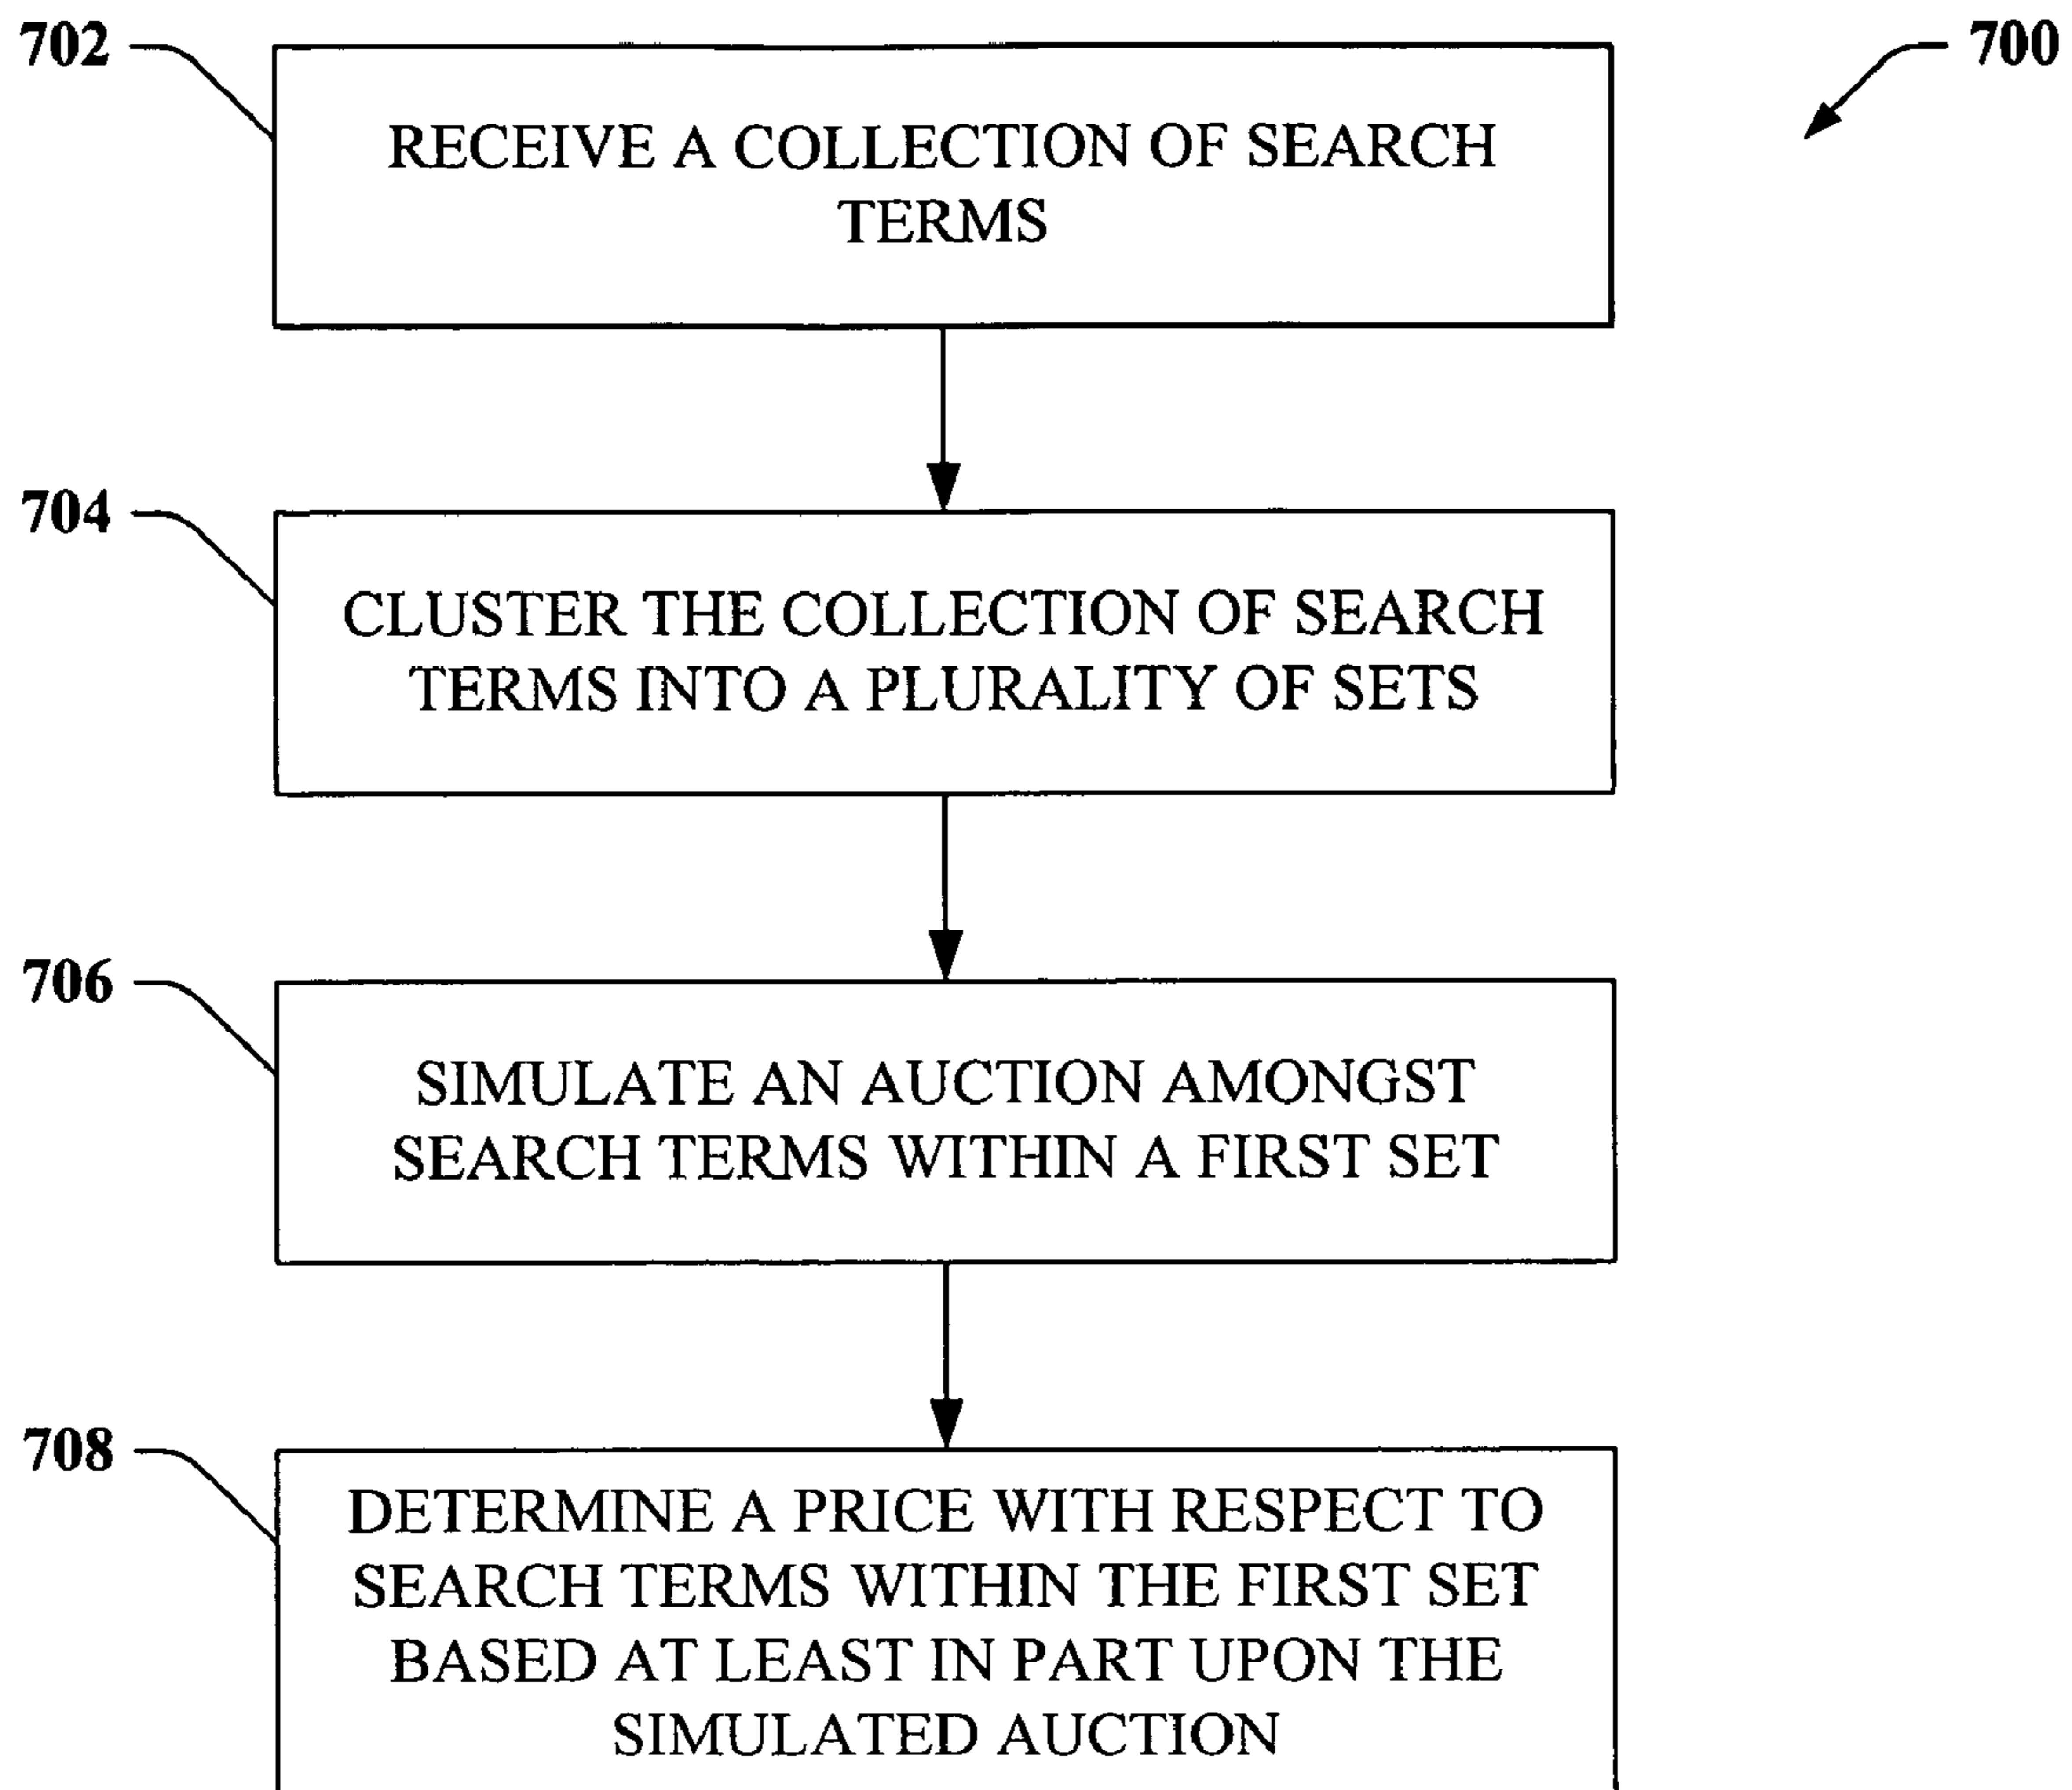 702
700
RECEIVE A COLLECTION OF SEARCH
TERMS
704
CLUSTER THE COLLECTION OF SEARCH
TERMS INTO A PLURALITY OF SETS
706
SIMULATE AN AUCTION AMONGST
SEARCH TERMS WITHIN A FIRST SET
708
DETERMINE A PRICE WITH RESPECT TO
SEARCH TERMS WITHIN THE FIRST SET
BASED AT LEAST IN PART UPON THE
SIMULATED AUCTION